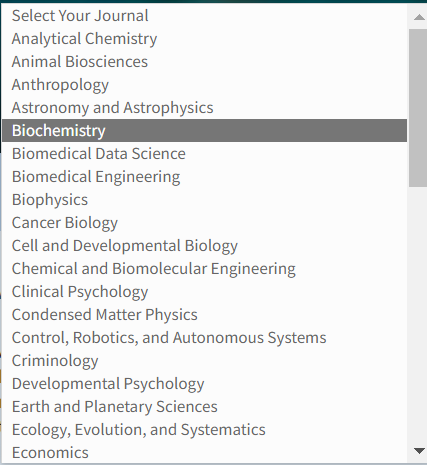 Select Your Journal
Analytical Chemistry
Animal Biosciences
Anthropology
Astronomy and Astrophysics
Biochemistry
Biomedical Data Science
Biomedical Engineering
Biophysics
Cancer Biology
Cell and Developmental Biology
Chemical and Biomolecular Engineering
Clinical Psychology
Condensed Matter Physics
Control, Robotics, and Autonomous Systems
Criminology
Developmental Psychology
Earth and Planetary Sciences
Ecology, Evolution, and Systematics
Economics